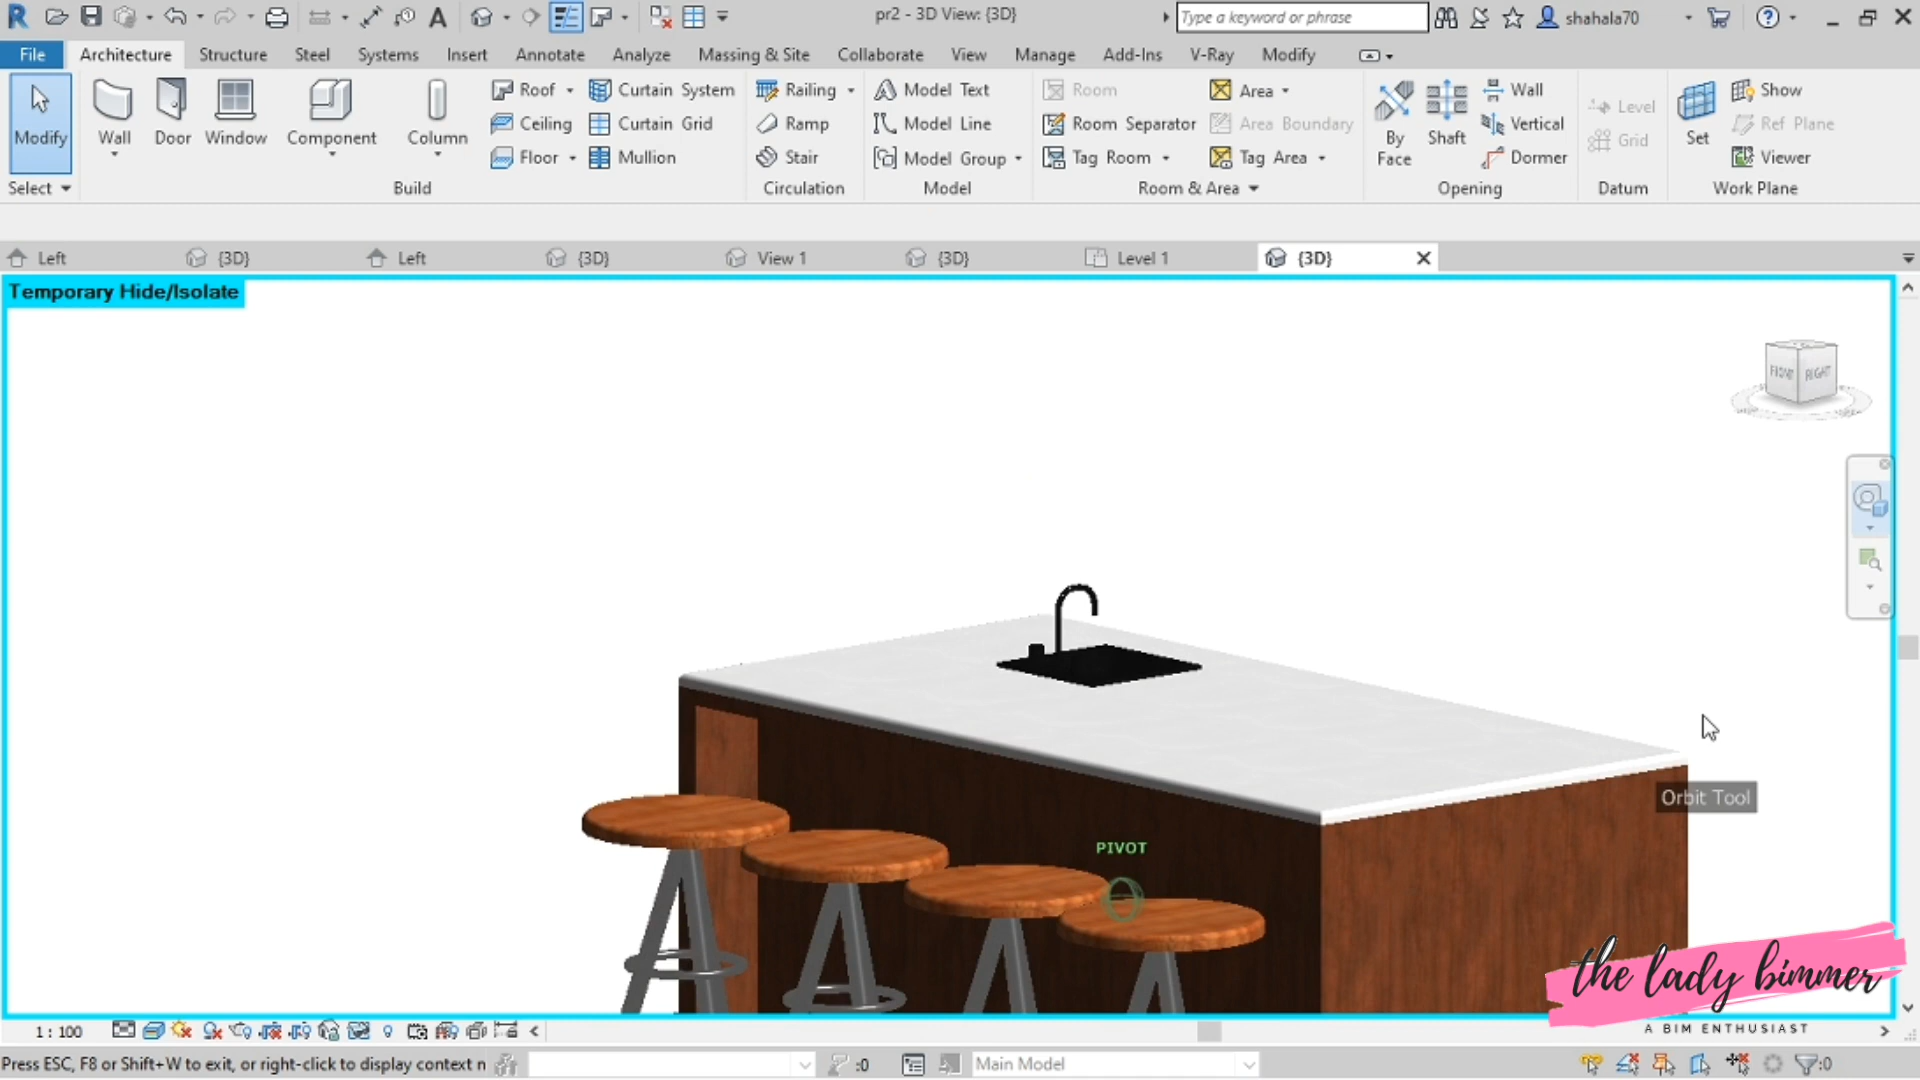 pr2 - 3D View: {3D}
Type a keyword or phrase
shahala70
File Architecture Structure Steel Systems Insert Annotate Analyze Massing & Site Collaborate View Manage Add-Ins V-Ray Modify
Modify Wall Door Window Component Column
Roof Curtain System
Ceiling Curtain Grid
Floor Mullion
Railing
Ramp
Stair
Model Text
Model Line
Model Group
Room
Room Separator
Tag Room
Area
Area Boundary
Tag Area
By Face
Shaft
Wall
Vertical
Dormer
Level
Grid
Set
Show
Ref Plane
Viewer
Select Build Circulation Model Room & Area Opening Datum Work Plane
Left {3D} Left {3D} View 1 {3D} Level 1 {3D}
Temporary Hide/Isolate
FRONT RIGHT
Orbit Tool
PIVOT
the lady bimmer
A BIM ENTHUSIAST
1 : 100
Press ESC, F8 or Shift+W to exit, or right-click to display context n
:0
Main Model
:0